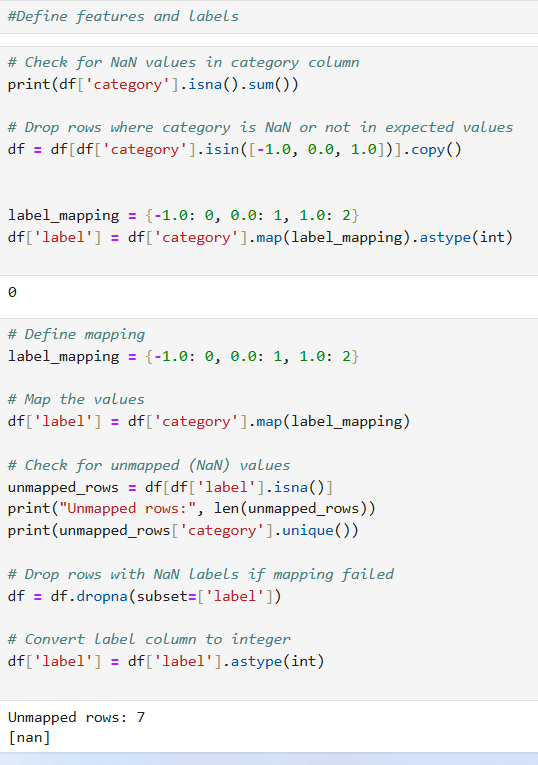 #Define features and labels
# Check for NaN values in category column
print(df['category'].isna().sum())
# Drop rows where category is NaN or not in expected values
df = df[df['category'].isin([-1.0, 0.0, 1.0])].copy()
label_mapping = {-1.0: 0, 0.0: 1, 1.0: 2}
df['label'] = df['category'].map(label_mapping).astype(int)
0
# Define mapping
label_mapping = {-1.0: 0, 0.0: 1, 1.0: 2}
# Map the values
df['label'] = df['category'].map(label_mapping)
# Check for unmapped (NaN) values
unmapped_rows = df[df['label'].isna()]
print("Unmapped rows:", len(unmapped_rows))
print(unmapped_rows['category'].unique())
# Drop rows with NaN labels if mapping failed
df = df.dropna(subset=['label'])
# Convert label column to integer
df['label'] = df['label'].astype(int)
Unmapped rows: 7
[nan]